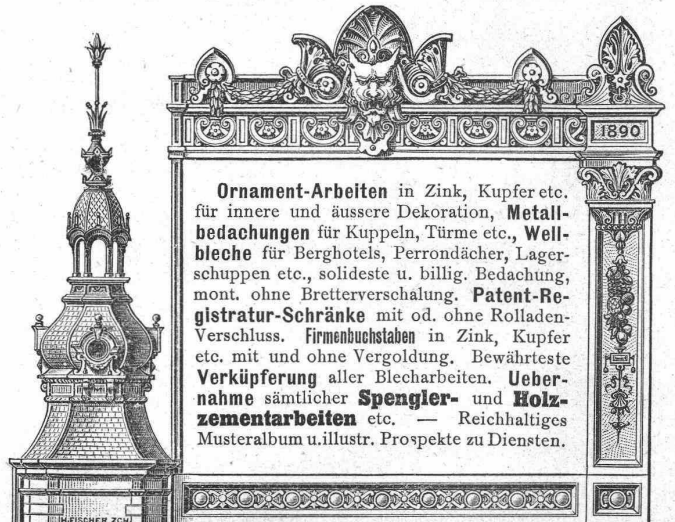 1890
Ornament-Arbeiten in Zink, Kupfer etc.
für innere und äussere Dekoration, Metall-
bedachungen für Kuppeln, Türme etc., Well-
bleche für Berghotels, Perrondächer, Lager-
schuppen etc., solideste u. billig. Bedachung,
mont. ohne Bretterverschalung. Patent-Re-
gistratur-Schränke mit od. ohne Rolladen-
Verschluss. Firmenbuchstaben in Zink, Kupfer
etc. mit und ohne Vergoldung. Bewährteste
Verküpferung aller Blecharbeiten. Ueber-
nahme sämtlicher Spengler- und Holz-
zementarbeiten etc. — Reichhaltiges
Musteralbum u. illustr. Prospekte zu Diensten.
H. FISCHER ZCH